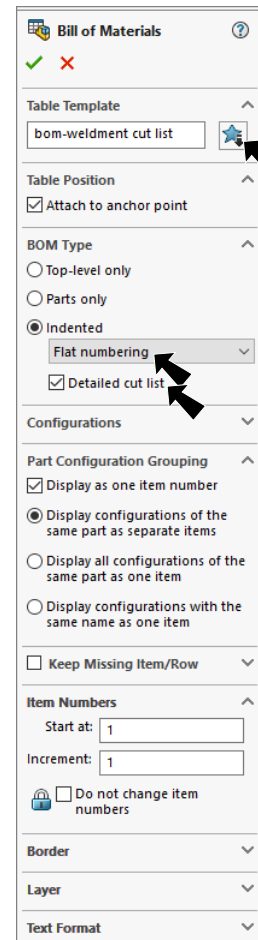 Bill of Materials
Table Template
bom-weldment cut list
Table Position
Attach to anchor point
BOM Type
Top-level only
Parts only
Indented
Flat numbering
Detailed cut list
Configurations
Part Configuration Grouping
Display as one item number
Display configurations of the
same part as separate items
Display all configurations of the
same part as one item
Display configurations with the
same name as one item
Keep Missing Item/Row
Item Numbers
Start at: 1
Increment: 1
Do not change item
numbers
Border
Layer
Text Format